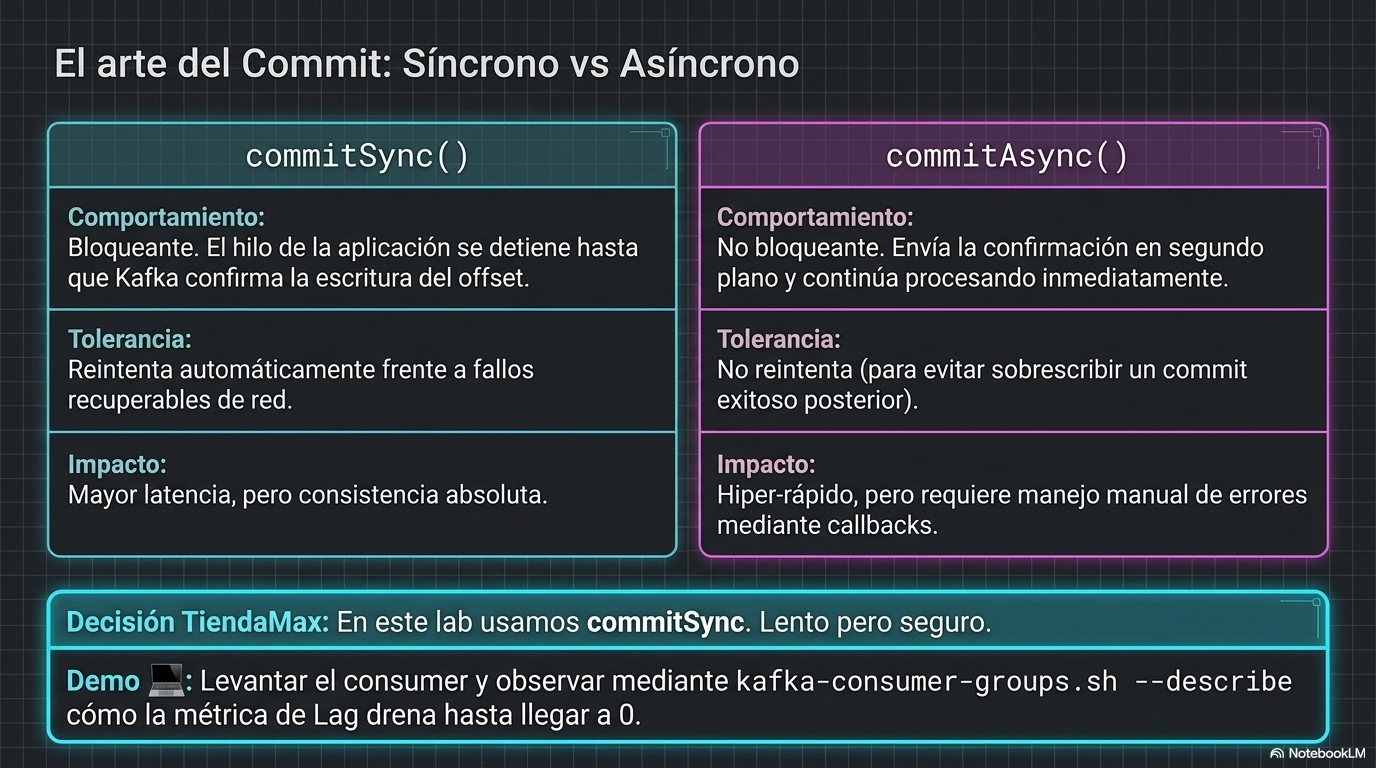 El arte del Commit: Síncrono vs Asíncrono
commitSync()
Comportamiento:
Bloqueante. El hilo de la aplicación se detiene hasta
que Kafka confirma la escritura del offset.
Tolerancia:
Reintenta automáticamente frente a fallos
recuperables de red.
Impacto:
Mayor latencia, pero consistencia absoluta.
commitAsync()
Comportamiento:
No bloqueante. Envía la confirmación en segundo
plano y continúa procesando inmediatamente.
Tolerancia:
No reintenta (para evitar sobrescribir un commit
exitoso posterior).
Impacto:
Hiper-rápido, pero requiere manejo manual de errores
mediante callbacks.
Decisión TiendaMax: En este lab usamos commitSync. Lento pero seguro.
Demo 💻: Levantar el consumer y observar mediante kafka-consumer-groups.sh --describe
cómo la métrica de Lag drena hasta llegar a 0.
NotebookLM